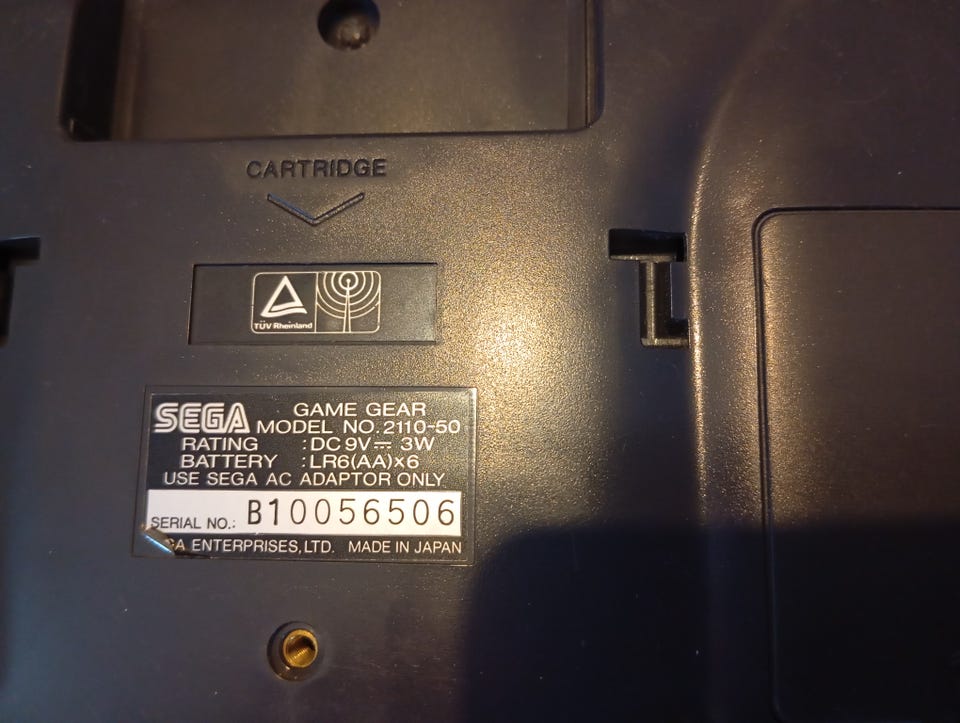 CARTRIDGE
TÜV Rheinland
SEGA GAME GEAR
MODEL NO. 2110-50
RATING : DC 9V⎓ 3W
BATTERY : LR6(AA)×6
USE SEGA AC ADAPTOR ONLY
SERIAL NO.: B10056506
GA ENTERPRISES, LTD. MADE IN JAPAN